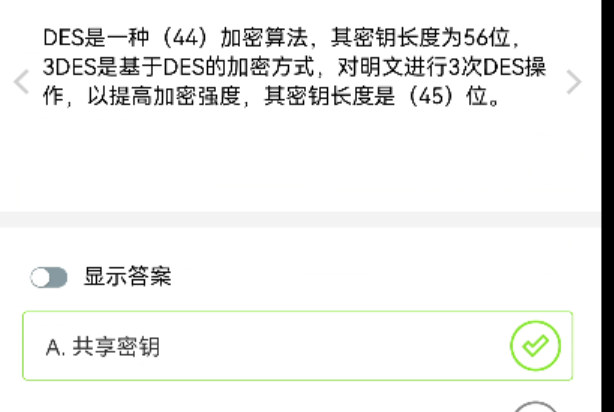 DES是一种（44）加密算法，其密钥长度为56位，
3DES是基于DES的加密方式，对明文进行3次DES操
作，以提高加密强度，其密钥长度是（45）位。
显示答案
A. 共享密钥